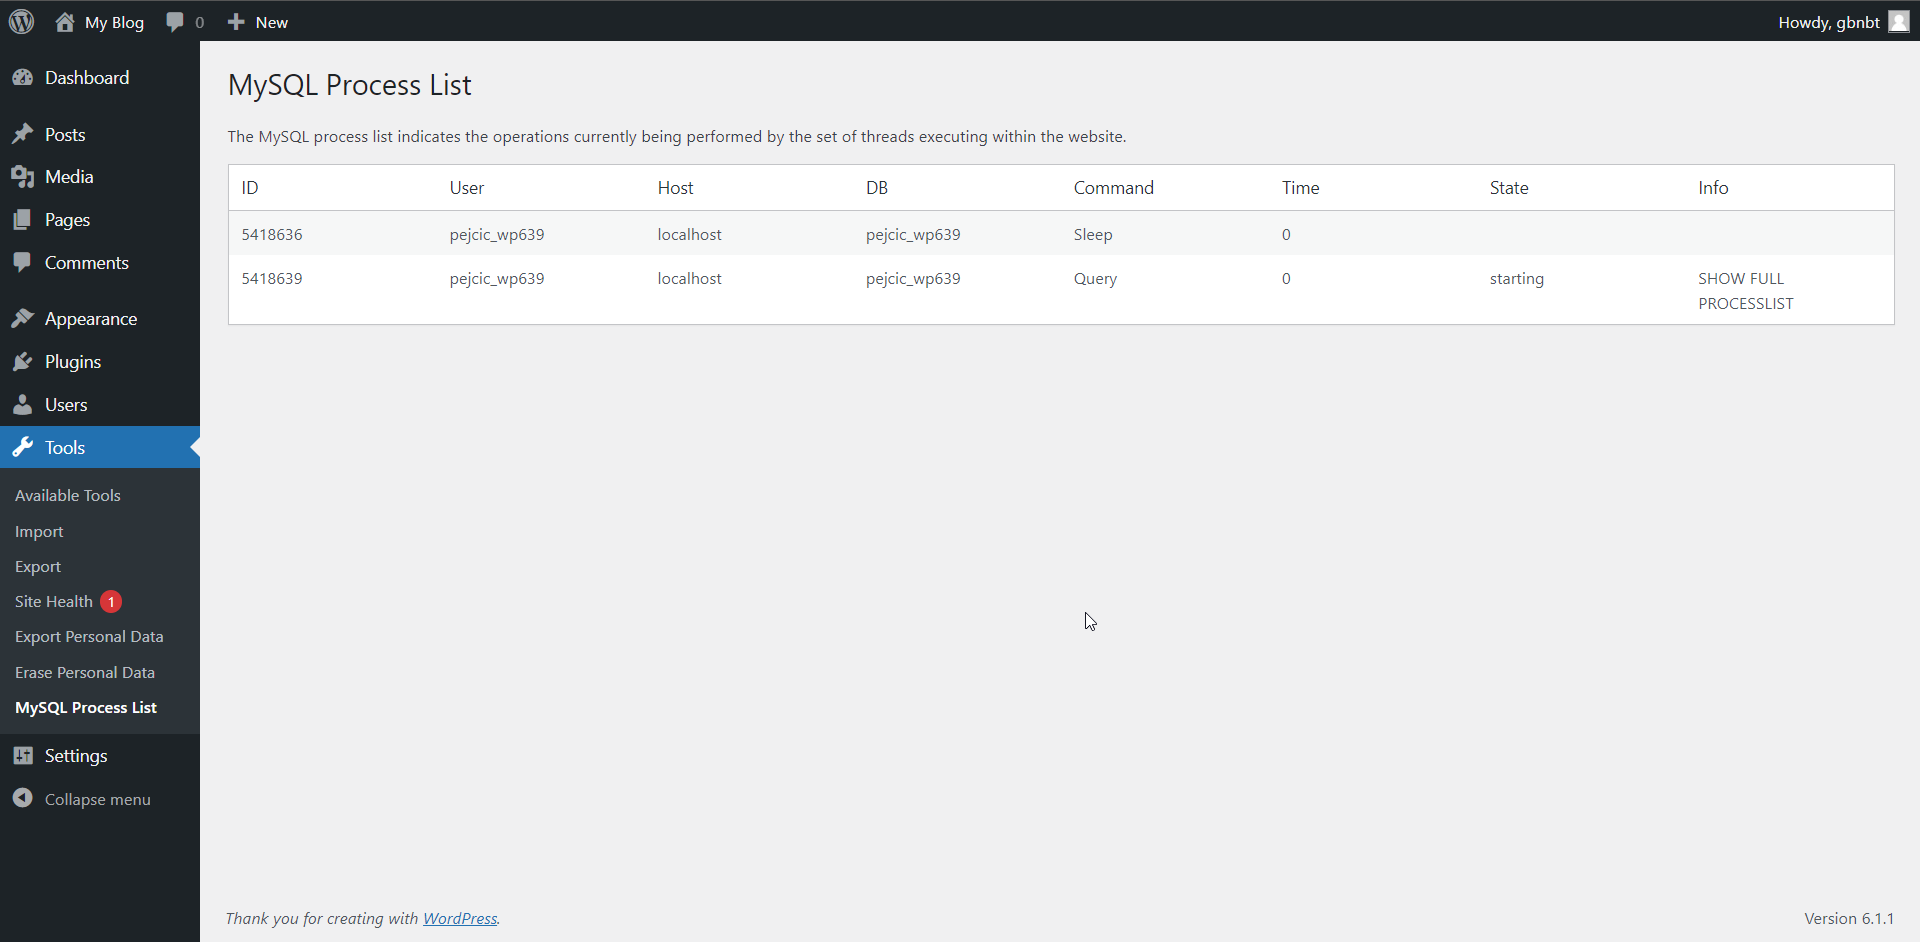 My Blog 0 New Howdy, gbnbt
Dashboard
Posts
Media
Pages
Comments
Appearance
Plugins
Users
Tools
Available Tools
Import
Export
Site Health 1
Export Personal Data
Erase Personal Data
MySQL Process List
Settings
Collapse menu
MySQL Process List
The MySQL process list indicates the operations currently being performed by the set of threads executing within the website.
ID User Host DB Command Time State Info
5418636 pejcic_wp639 localhost pejcic_wp639 Sleep 0
5418639 pejcic_wp639 localhost pejcic_wp639 Query 0 starting SHOW FULL
PROCESSLIST
Thank you for creating with WordPress. Version 6.1.1